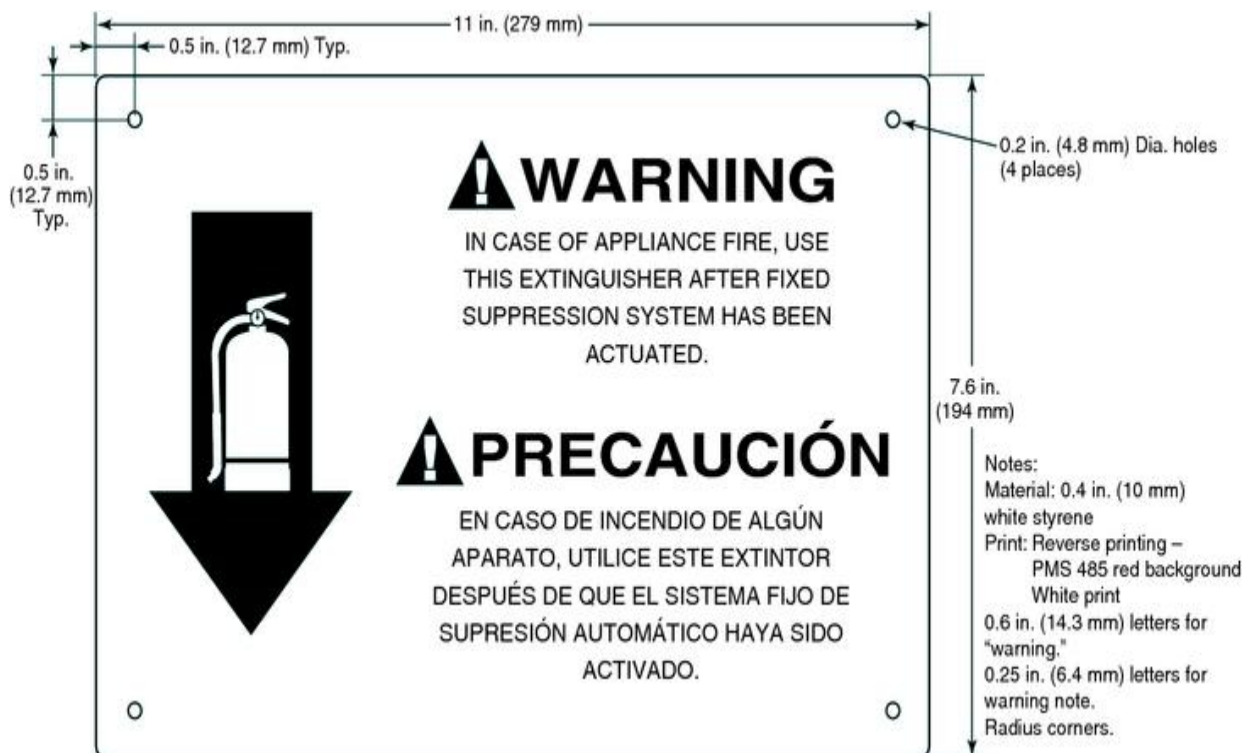 11 in. (279 mm)
0.5 in. (12.7 mm) Typ.
0.5 in.
(12.7 mm)
Typ.
0.2 in. (4.8 mm) Dia. holes
(4 places)
WARNING
IN CASE OF APPLIANCE FIRE, USE
THIS EXTINGUISHER AFTER FIXED
SUPPRESSION SYSTEM HAS BEEN
ACTUATED.
PRECAUCIÓN
EN CASO DE INCENDIO DE ALGÚN
APARATO, UTILICE ESTE EXTINTOR
DESPUÉS DE QUE EL SISTEMA FIJO DE
SUPRESIÓN AUTOMÁTICO HAYA SIDO
ACTIVADO.
7.6 in.
(194 mm)
Notes:
Material: 0.4 in. (10 mm)
white styrene
Print: Reverse printing –
PMS 485 red background
White print
0.6 in. (14.3 mm) letters for
“warning.”
0.25 in. (6.4 mm) letters for
warning note.
Radius corners.